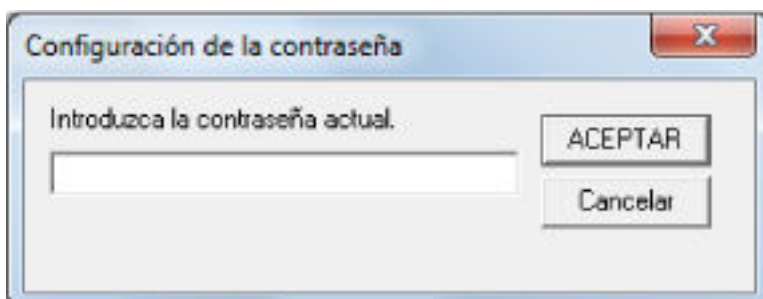 Configuración de la contraseña
Introduzca la contraseña actual.
ACEPTAR
Cancelar